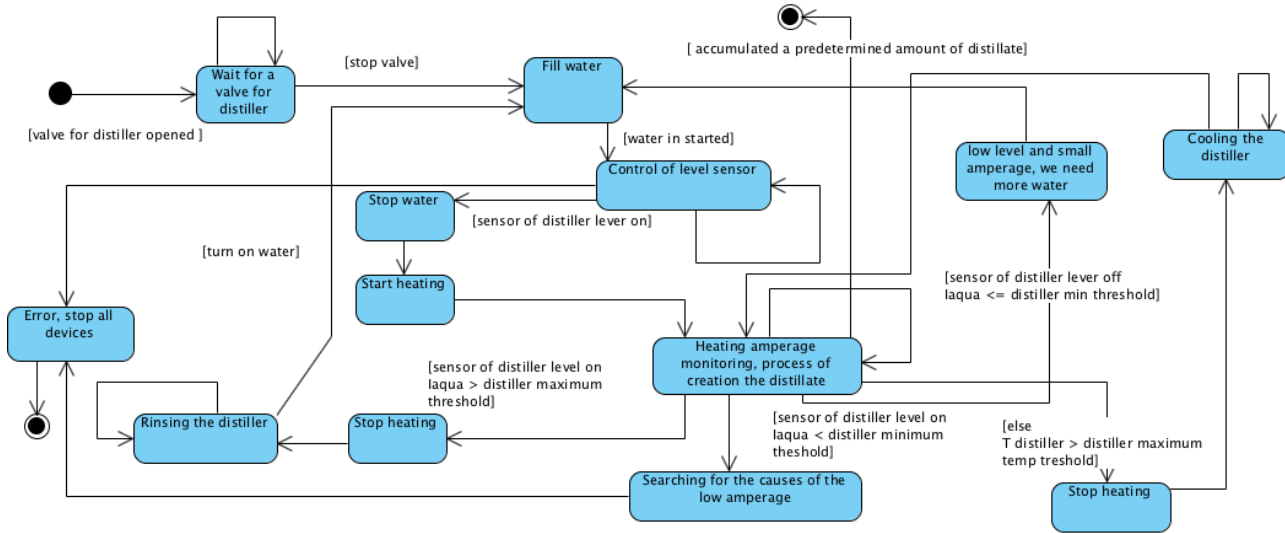 [ accumulated a predetermined amount of distillate]
[stop valve]
Fill water
Wait for a
valve for
distiller
[valve for distiller opened ]
[water in started]
Control of level sensor
low level and small
amperage, we need
more water
Cooling the
distiller
Stop water
[sensor of distiller lever on]
[turn on water]
Start heating
[sensor of distiller lever off
Iaqua <= distiller min threshold]
Error, stop all
devices
Heating amperage
monitoring, process of
creation the distillate
[sensor of distiller level on
Iaqua > distiller maximum
threshold]
Rinsing the distiller
Stop heating
[sensor of distiller level on
Iaqua < distiller minimum
theshold]
[else
T distiller > distiller maximum
temp treshold]
Searching for the causes of the
low amperage
Stop heating